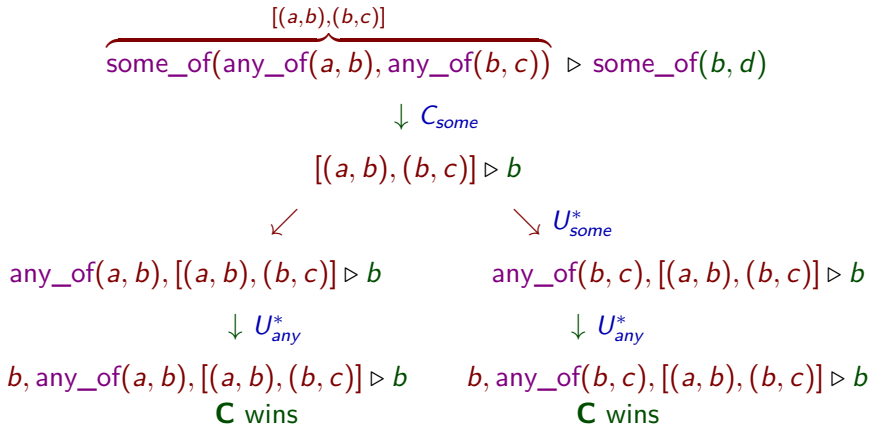 [(a,b),(b,c)]
some_of(any_of(a, b), any_of(b, c)) ▷ some_of(b, d)
↓ C_some
[(a, b), (b, c)] ▷ b
↙ ↘ U*_some
any_of(a, b), [(a, b), (b, c)] ▷ b any_of(b, c), [(a, b), (b, c)] ▷ b
↓ U*_any ↓ U*_any
b, any_of(a, b), [(a, b), (b, c)] ▷ b b, any_of(b, c), [(a, b), (b, c)] ▷ b
C wins C wins